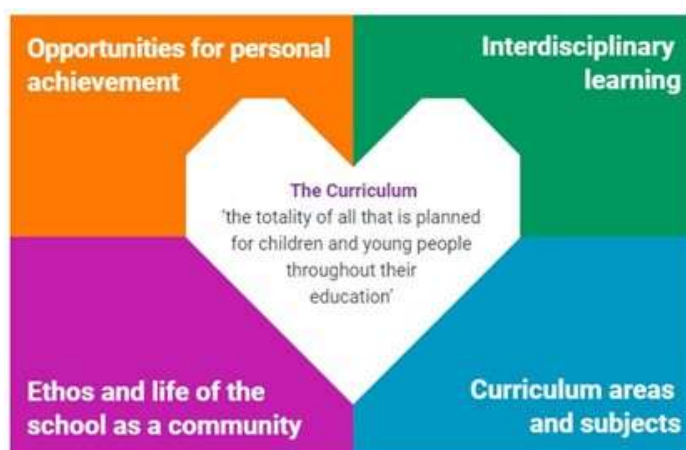 Opportunities for personal
achievement
Interdisciplinary
learning
The Curriculum
'the totality of all that is planned
for children and young people
throughout their
education'
Ethos and life of the
school as a community
Curriculum areas
and subjects